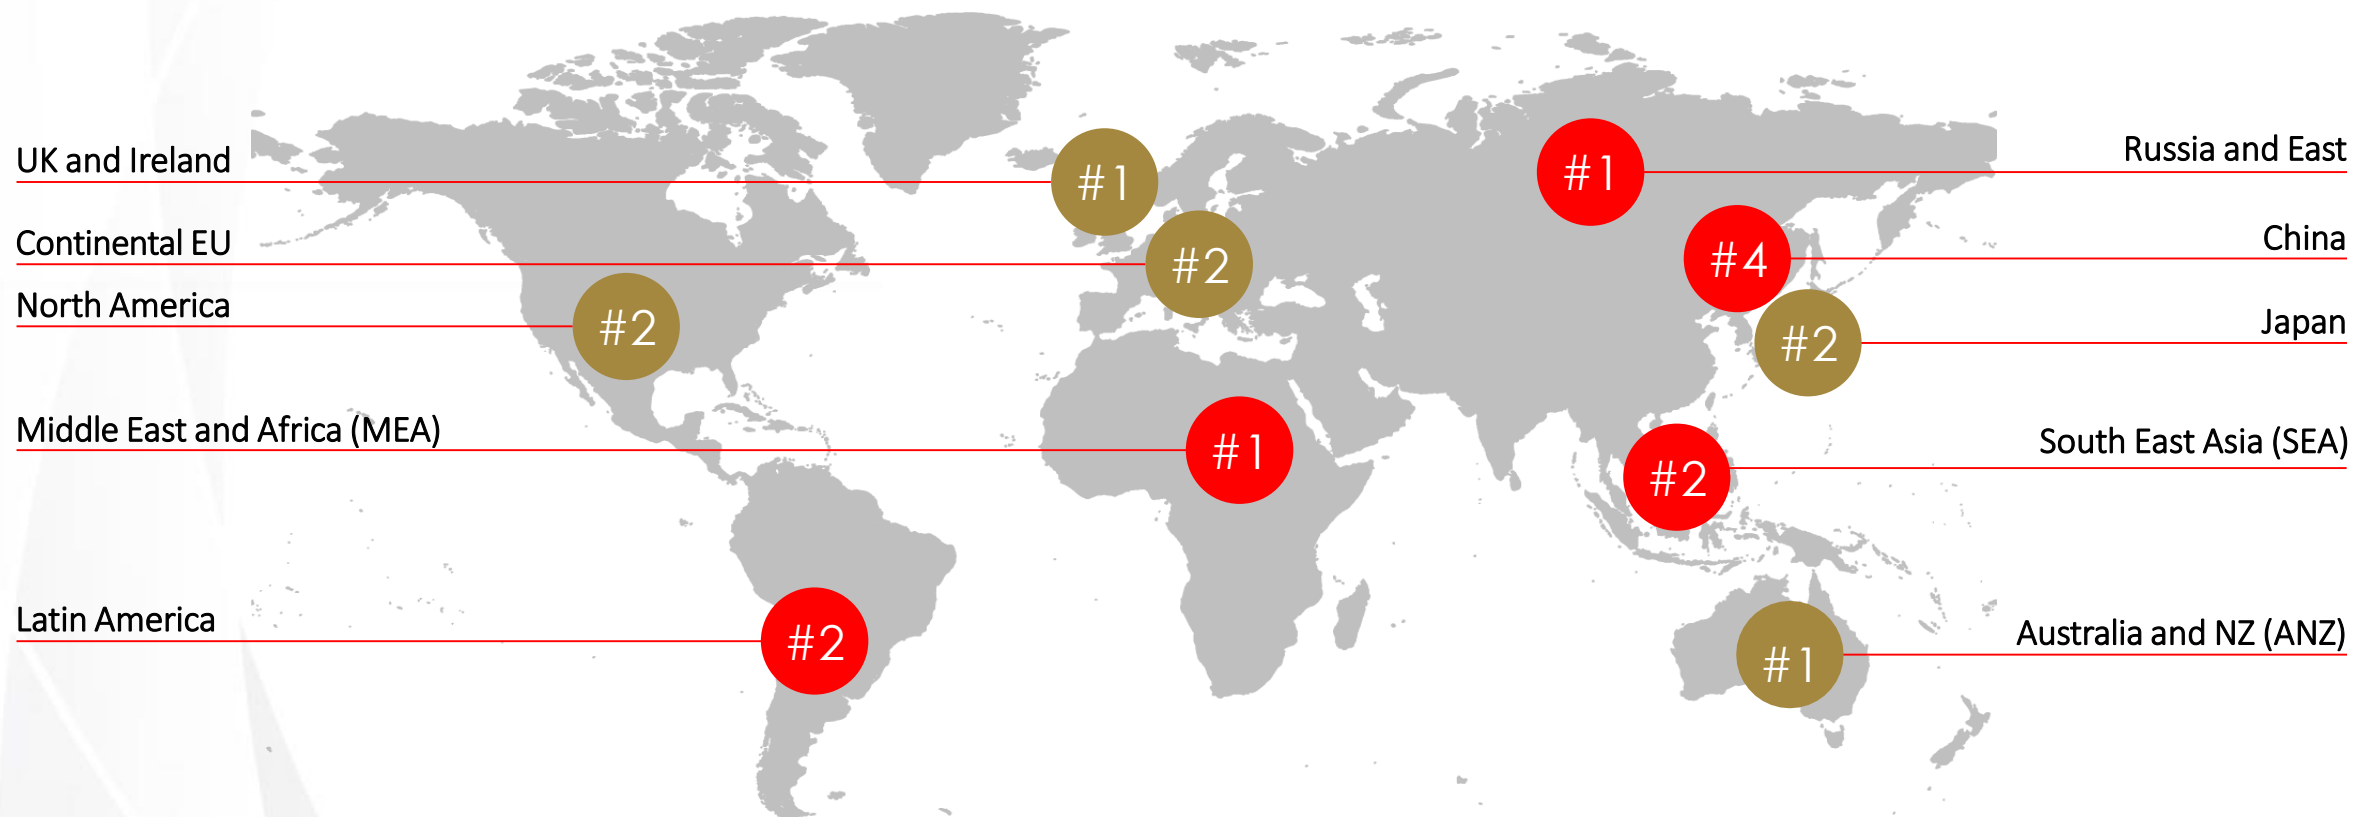 UK and Ireland
#1
Continental EU
#2
North America
#2
Middle East and Africa (MEA)
#1
Latin America
#2
Russia and East
#1
China
#4
Japan
#2
South East Asia (SEA)
#2
Australia and NZ (ANZ)
#1